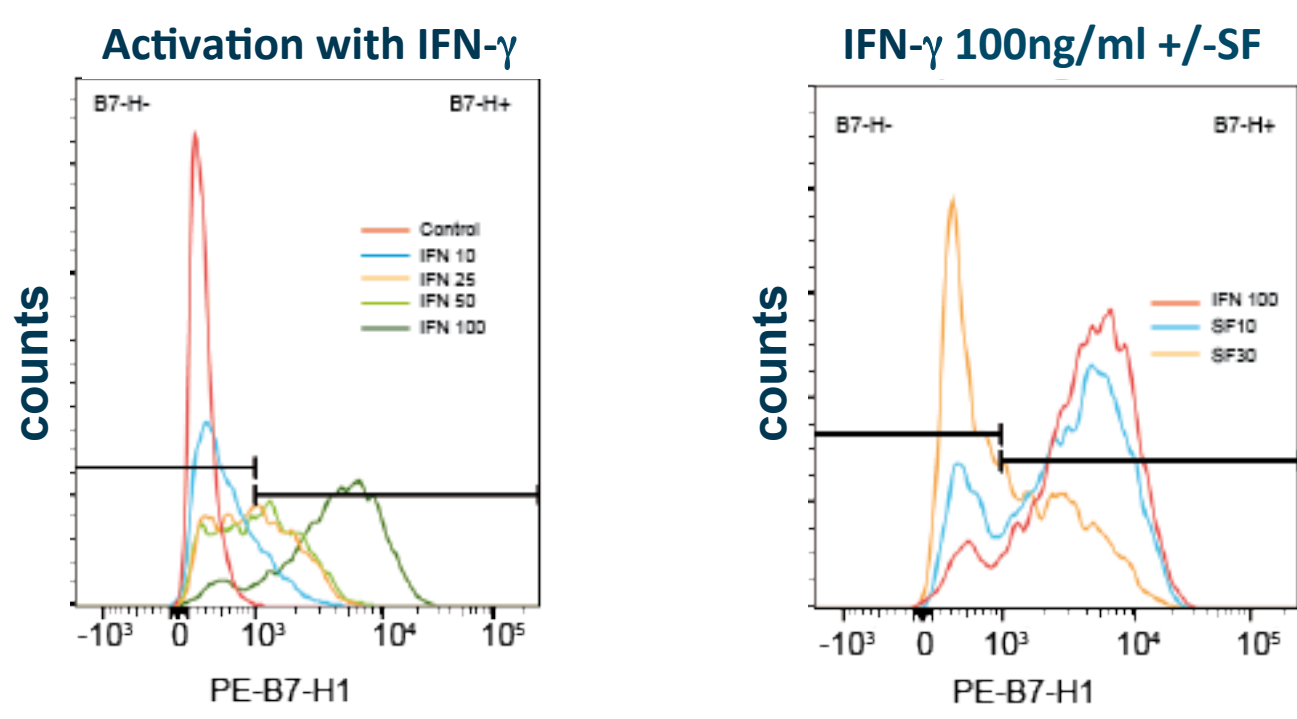 Activation with IFN-γ
B7-H-
B7-H+
Control
IFN 10
IFN 25
IFN 50
IFN 100
counts
-10³ 0 10³ 10⁴ 10⁵
PE-B7-H1
IFN-γ 100ng/ml +/-SF
B7-H-
B7-H+
IFN 100
SF10
SF30
counts
-10³ 0 10³ 10⁴ 10⁵
PE-B7-H1